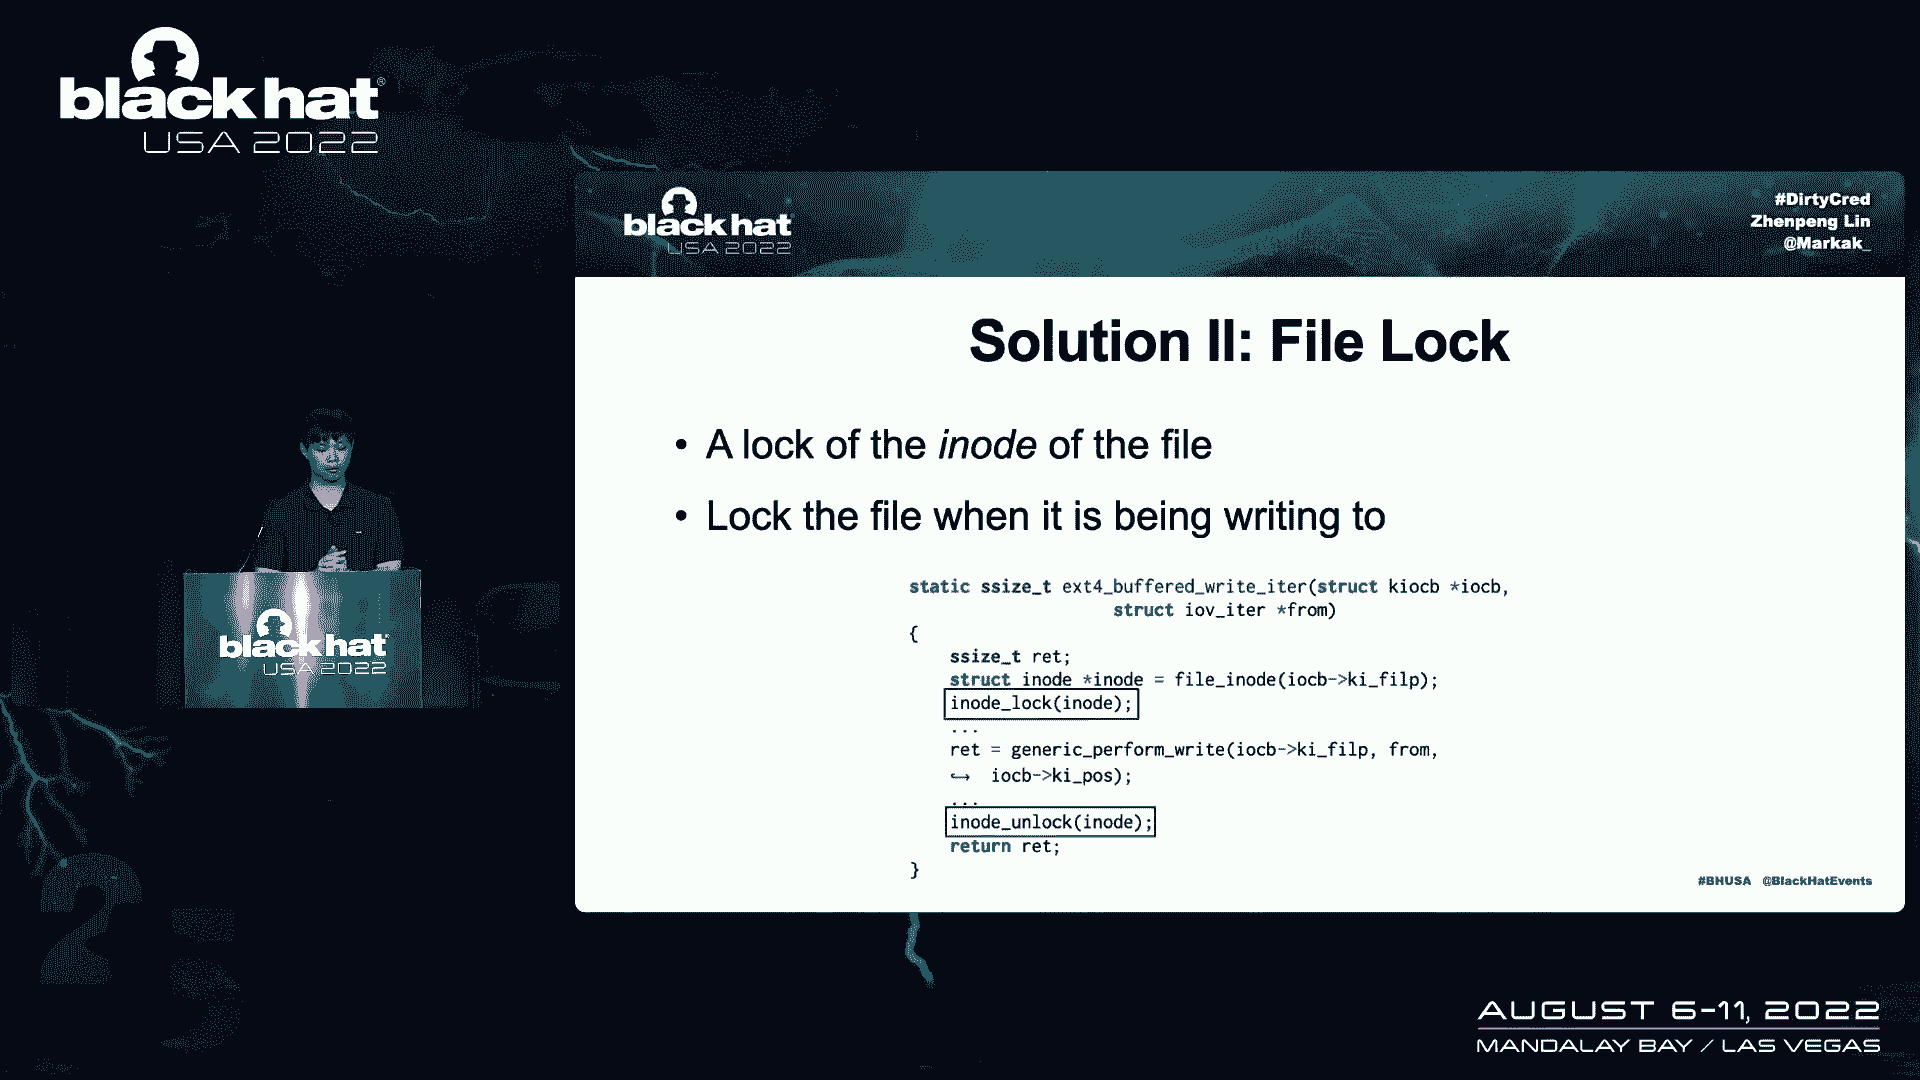 black hat®
USA 2022
black hat
USA 2022
#DirtyCred
Zhenpeng Lin
@Markak_
Solution II: File Lock
• A lock of the inode of the file
• Lock the file when it is being writing to
static ssize_t ext4_buffered_write_iter(struct kiocb *iocb,
struct iov_iter *from)
{
ssize_t ret;
struct inode *inode = file_inode(iocb->ki_filp);
inode_lock(inode);
...
ret = generic_perform_write(iocb->ki_filp, from,
↪ iocb->ki_pos);
...
inode_unlock(inode);
return ret;
}
#BHUSA @BlackHatEvents
black hat®
USA 2022
25
AUGUST 6-11, 2022
MANDALAY BAY / LAS VEGAS